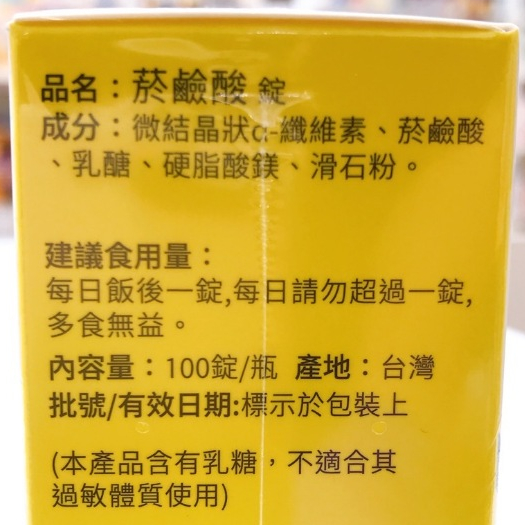 品名：菸鹼酸 錠
成分：微結晶狀α-纖維素、菸鹼酸
、乳醣、硬脂酸鎂、滑石粉。
建議食用量：
每日飯後一錠,每日請勿超過一錠,
多食無益。
內容量：100錠/瓶 產地：台灣
批號/有效日期:標示於包裝上
(本產品含有乳糖，不適合其
過敏體質使用)